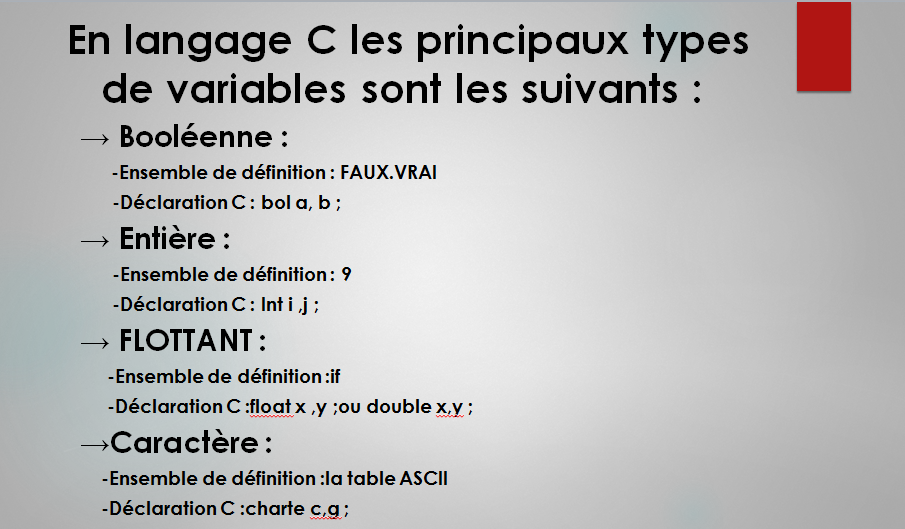 En langage C les principaux types
de variables sont les suivants :
→ Booléenne :
-Ensemble de définition : FAUX.VRAI
-Déclaration C : bol a, b ;
→ Entière :
-Ensemble de définition : 9
-Déclaration C : Int i ,j ;
→ FLOTTANT :
-Ensemble de définition :if
-Déclaration C :float x ,y ;ou double x,y ;
→Caractère :
-Ensemble de définition :la table ASCII
-Déclaration C :charte c,g ;